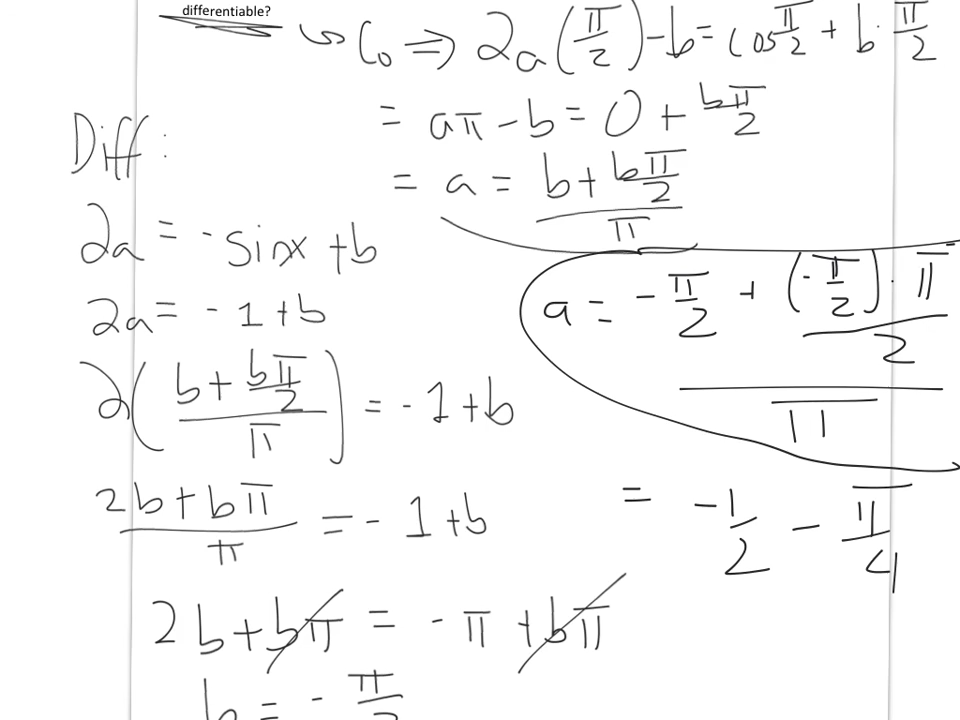 differentiable?
↳ Co ⇒ 2a(π/2) - b = cos π/2 + b · π/2
= aπ - b = 0 + bπ/2
= a = (b + bπ/2)/π
Diff:
2a = - sinx + b
2a = - 1 + b
2((b + bπ/2)/π) = - 1 + b
(2b + bπ)/π = - 1 + b
2b + bπ = - π + bπ
b = - π/2
a = (- π/2 + ((-π/2) · π)/2)/π
= -1/2 - π/4